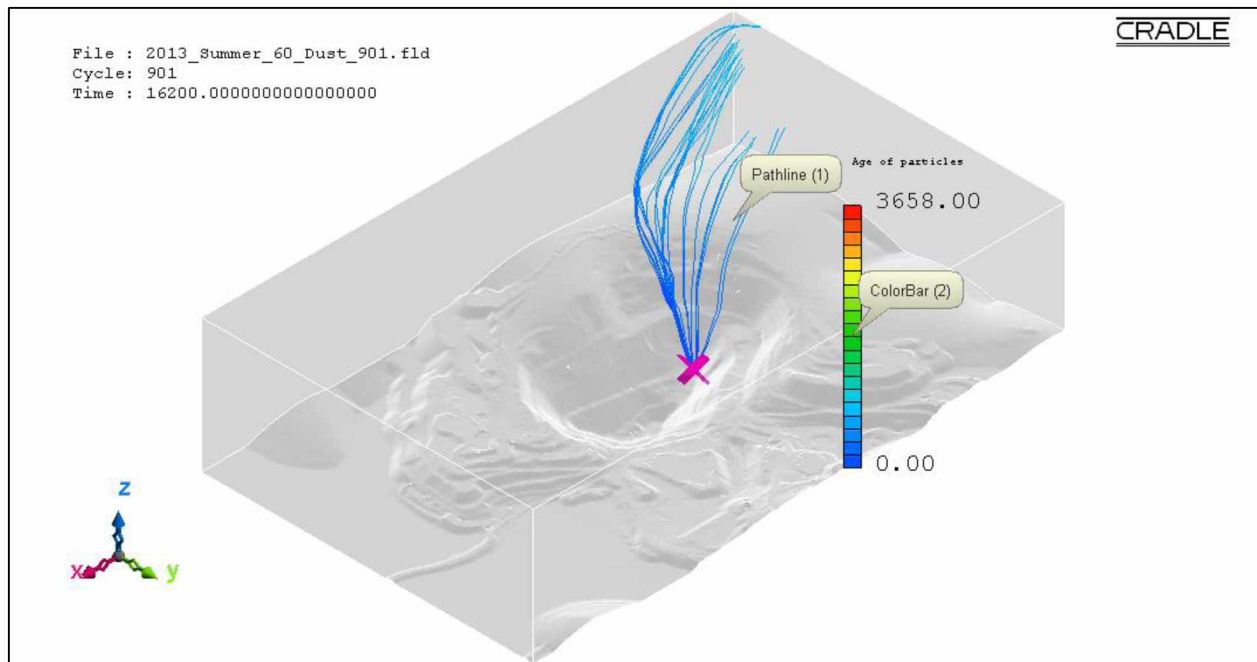 File : 2013_Summer_60_Dust_901.fld
Cycle: 901
Time : 16200.0000000000000000
CRADLE
Age of particles
Pathline (1)
3658.00
ColorBar (2)
0.00
z
x
y